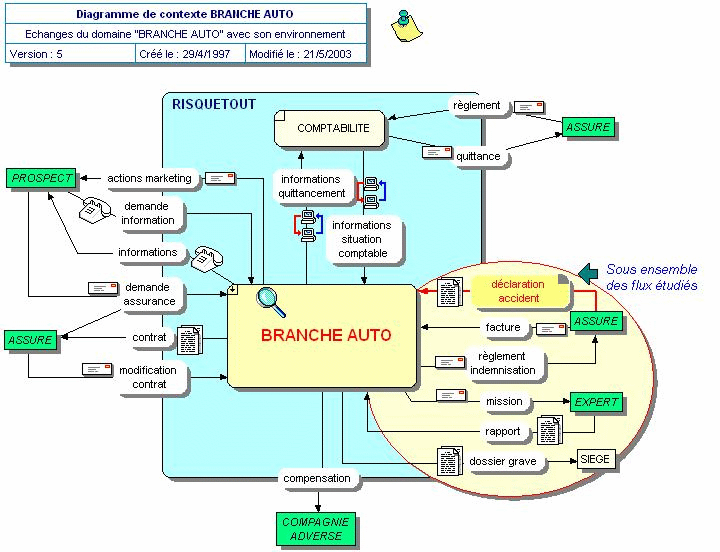 Diagramme de contexte BRANCHE AUTO
Echanges du domaine "BRANCHE AUTO" avec son environnement
Version : 5
Créé le : 29/4/1997
Modifié le : 21/5/2003
RISQUETOUT
COMPTABILITE
règlement
ASSURE
quittance
PROSPECT
actions marketing
informations
quittancement
demande
information
informations
situation
comptable
informations
Sous ensemble
des flux étudiés
demande
assurance
déclaration
accident
BRANCHE AUTO
facture
ASSURE
ASSURE
contrat
règlement
indemnisation
modification
contrat
mission
EXPERT
rapport
dossier grave
SIEGE
compensation
COMPAGNIE
ADVERSE